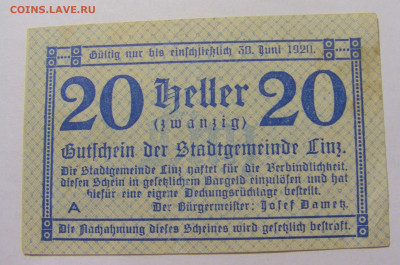 COINS.LAVE.RU
Gültig nur bis einschließlich 30. Juni 1920.
20 Heller 20
(zwanzig)
Gutschein der Stadtgemeinde Linz.
Die Stadtgemeinde Linz haftet für die Verbindlichkeit,
diesen Schein in gesetzlichem Bargeld einzulösen und hat
hiefür eine eigene Deckungsrücklage bestellt.
A Der Bürgermeister: Josef Dametz.
Die Nachahmung dieses Scheines wird gesetzlich bestraft.